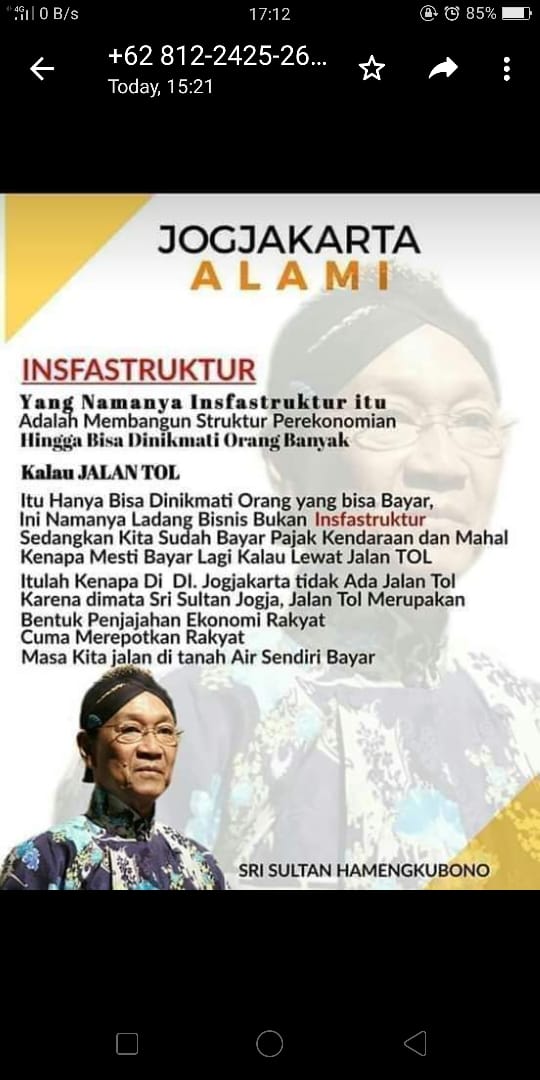 4G 0 B/s 17:12 85%
+62 812-2425-26...
Today, 15:21
JOGJAKARTA
ALAMI
INSFASTRUKTUR
Yang Namanya Insfastruktur itu
Adalah Membangun Struktur Perekonomian
Hingga Bisa Dinikmati Orang Banyak
Kalau JALAN TOL
Itu Hanya Bisa Dinikmati Orang yang bisa Bayar,
Ini Namanya Ladang Bisnis Bukan Insfastruktur
Sedangkan Kita Sudah Bayar Pajak Kendaraan dan Mahal
Kenapa Mesti Bayar Lagi Kalau Lewat Jalan TOL
Itulah Kenapa Di DI. Jogjakarta tidak Ada Jalan Tol
Karena dimata Sri Sultan Jogja, Jalan Tol Merupakan
Bentuk Penjajahan Ekonomi Rakyat
Cuma Merepotkan Rakyat
Masa Kita jalan di tanah Air Sendiri Bayar
SRI SULTAN HAMENGKUBONO